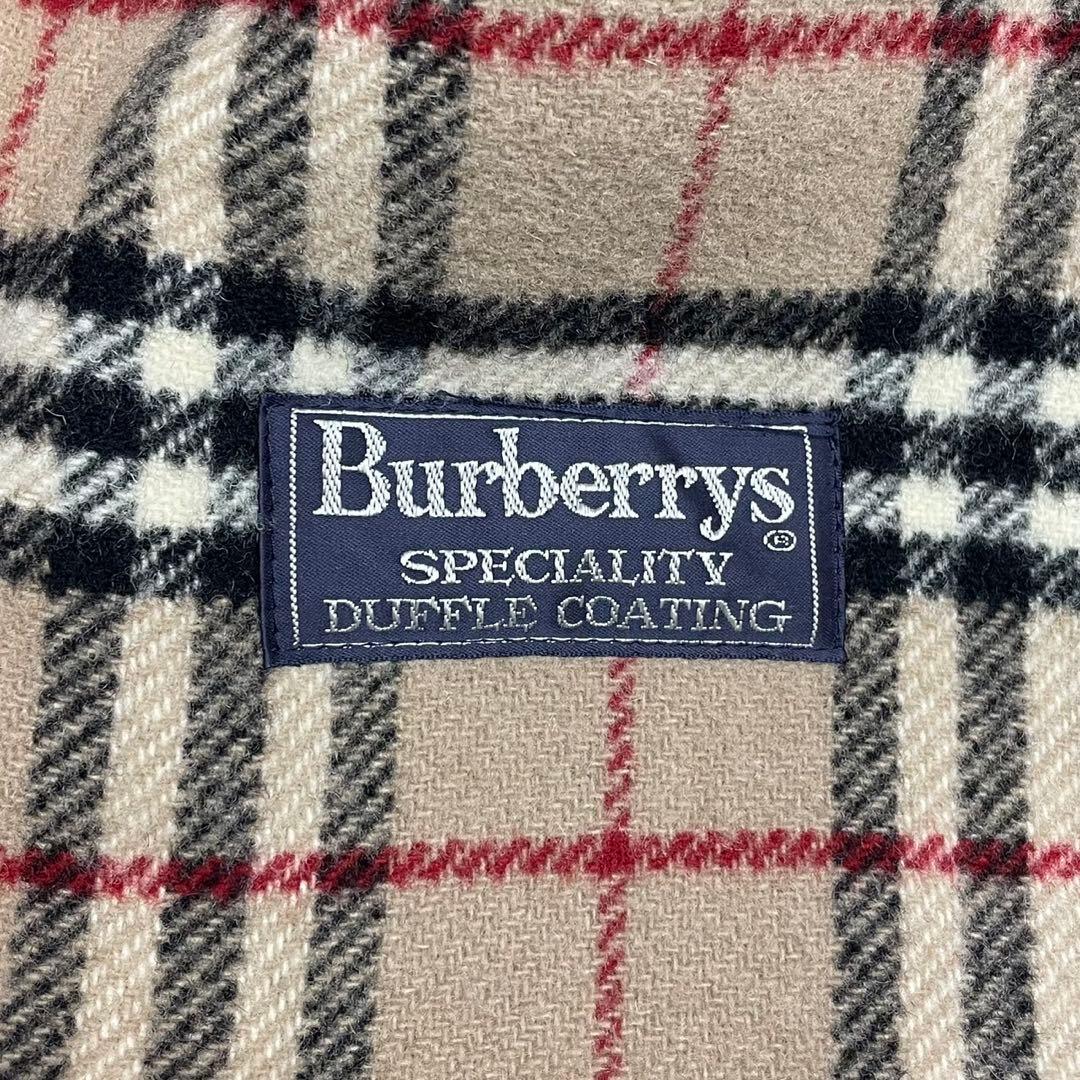 Burberrys®
SPECIALITY
DUFFLE COATING